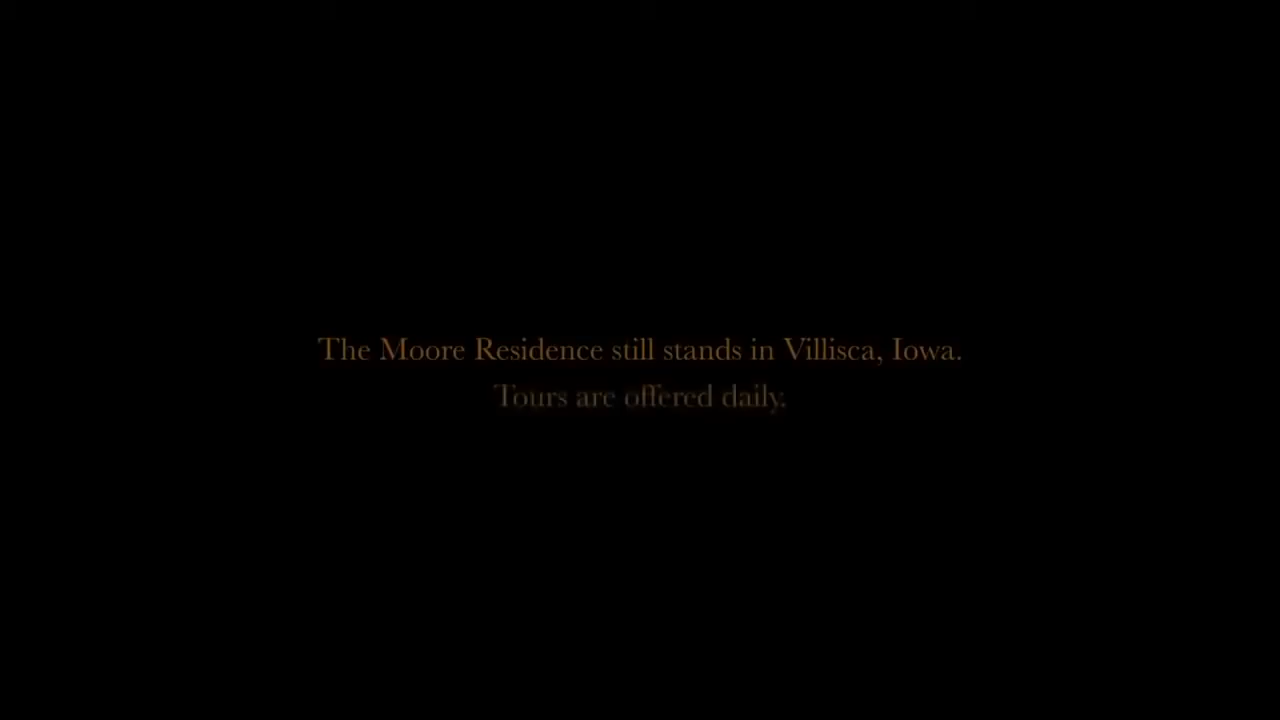 The Moore Residence still stands in Villisca, Iowa.
Tours are offered daily.